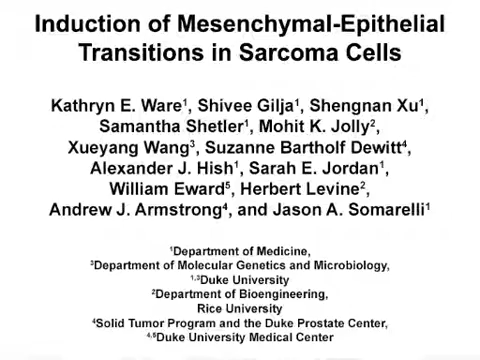 Induction of Mesenchymal-Epithelial
Transitions in Sarcoma Cells
Kathryn E. Ware¹, Shivee Gilja¹, Shengnan Xu¹,
Samantha Shetler¹, Mohit K. Jolly²,
Xueyang Wang³, Suzanne Bartholf Dewitt⁴,
Alexander J. Hish¹, Sarah E. Jordan¹,
William Eward⁵, Herbert Levine²,
Andrew J. Armstrong⁴, and Jason A. Somarelli¹
¹Department of Medicine,
³Department of Molecular Genetics and Microbiology,
¹,³Duke University
²Department of Bioengineering,
Rice University
⁴Solid Tumor Program and the Duke Prostate Center,
⁴,⁵Duke University Medical Center